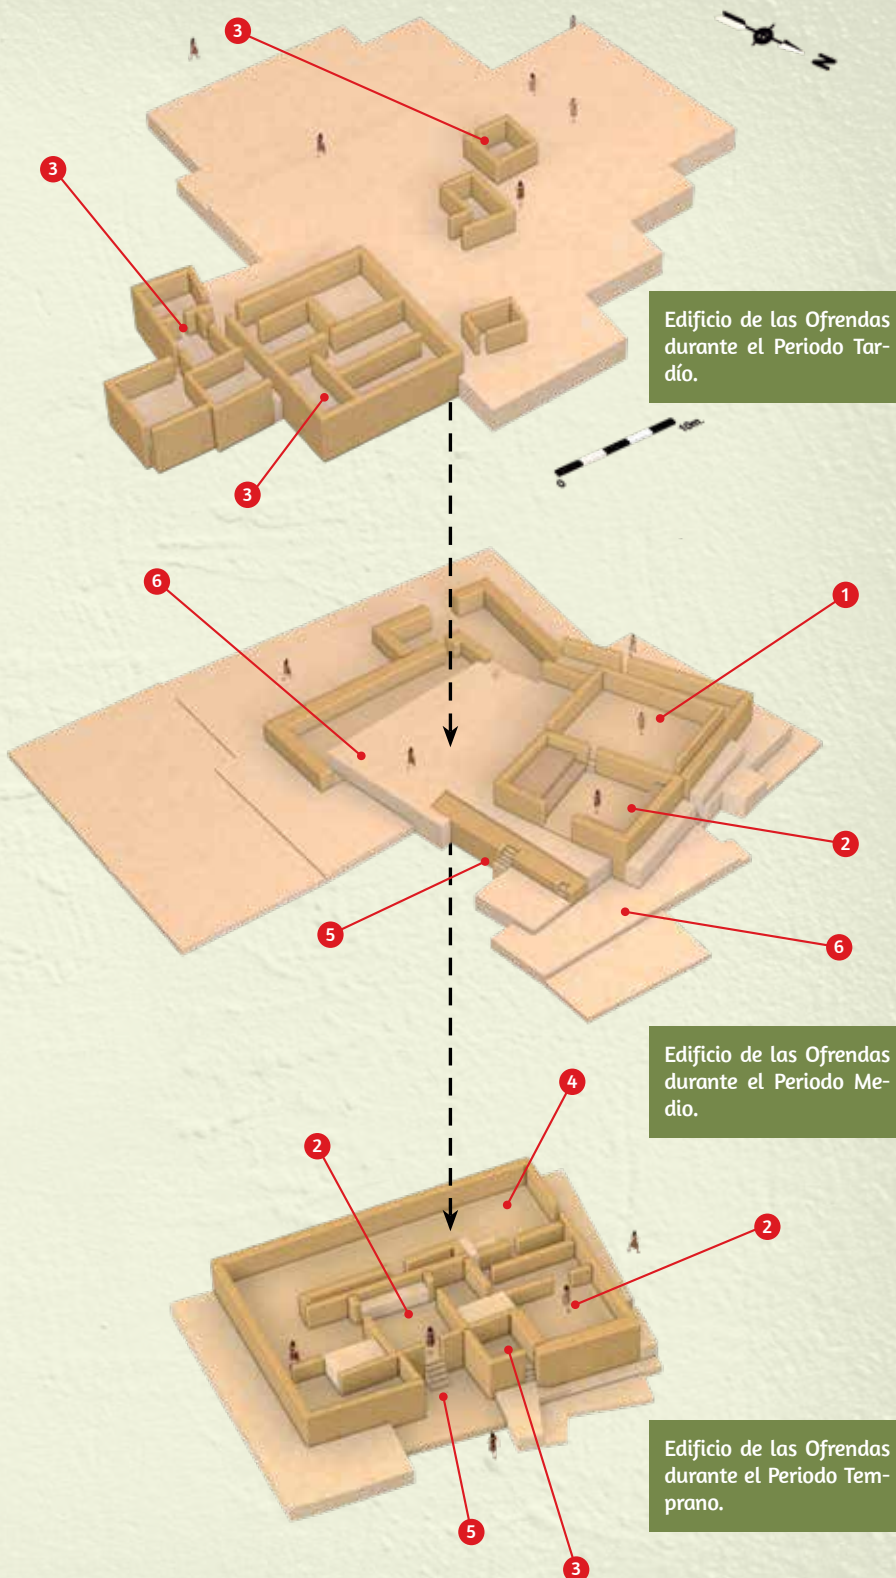 3
N
3
Edificio de las Ofrendas
durante el Periodo Tar-
dío.
10m.
0
3
3
6
1
2
5
6
Edificio de las Ofrendas
durante el Periodo Me-
dio.
4
2
2
Edificio de las Ofrendas
durante el Periodo Tem-
prano.
5
3